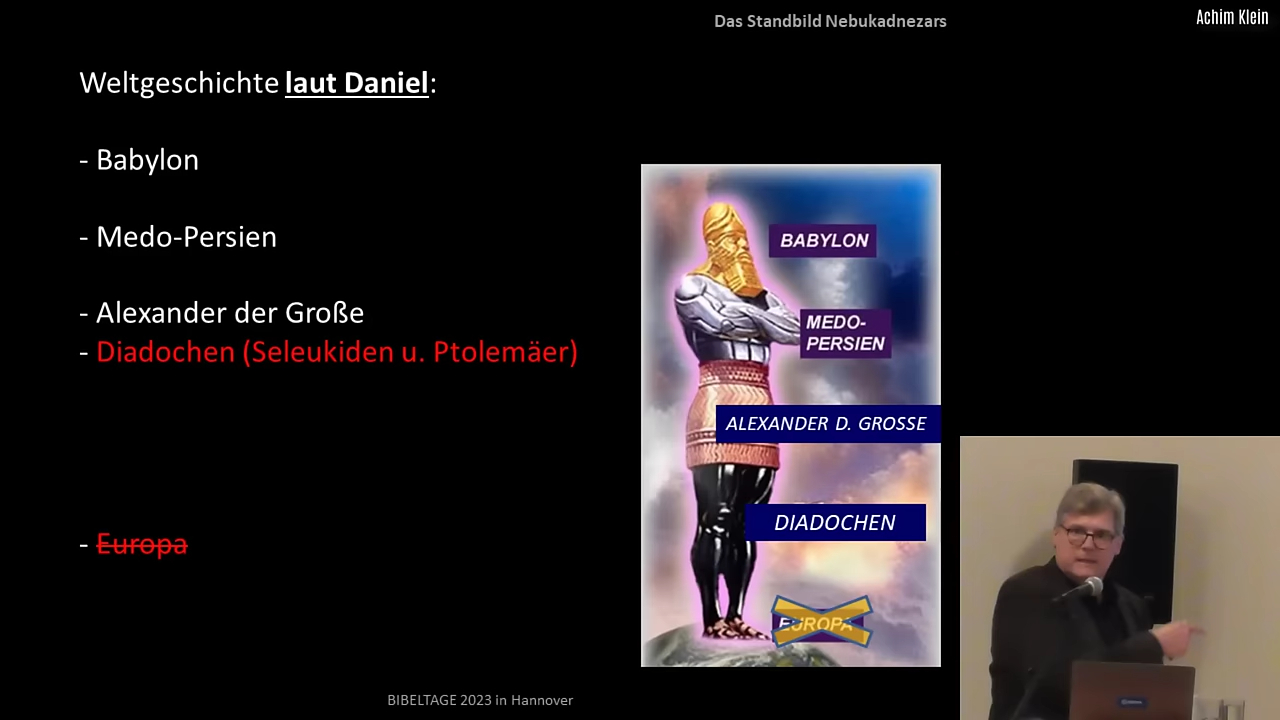 Das Standbild Nebukadnezars
Achim Klein
Weltgeschichte laut Daniel:
- Babylon
- Medo-Persien
- Alexander der Große
- Diadochen (Seleukiden u. Ptolemäer)
- Europa
BABYLON
MEDO-
PERSIEN
ALEXANDER D. GROSSE
DIADOCHEN
EUROPA
BIBELTAGE 2023 in Hannover